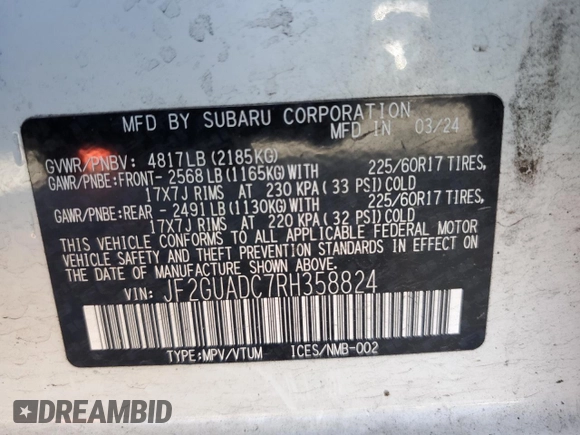 MFD BY SUBARU CORPORATION
MFD IN 03/24
GVWR/PNBV: 4817LB(2185KG)
GAWR/PNBE:FRONT- 2568LB(1165KG)WITH 225/60R17 TIRES,
17X7J RIMS AT 230 KPA(33 PSI)COLD
GAWR/PNBE:REAR - 2491LB(1130KG)WITH 225/60R17 TIRES,
17X7J RIMS AT 220 KPA(32 PSI)COLD
THIS VEHICLE CONFORMS TO ALL APPLICABLE FEDERAL MOTOR
VEHICLE SAFETY AND THEFT PREVENTION STANDARDS IN EFFECT
ON THE DATE OF MANUFACTURE SHOWN ABOVE.
VIN: JF2GUADC7RH358824
TYPE:MPV/VTUM ICES/NMB-002
DREAMBID